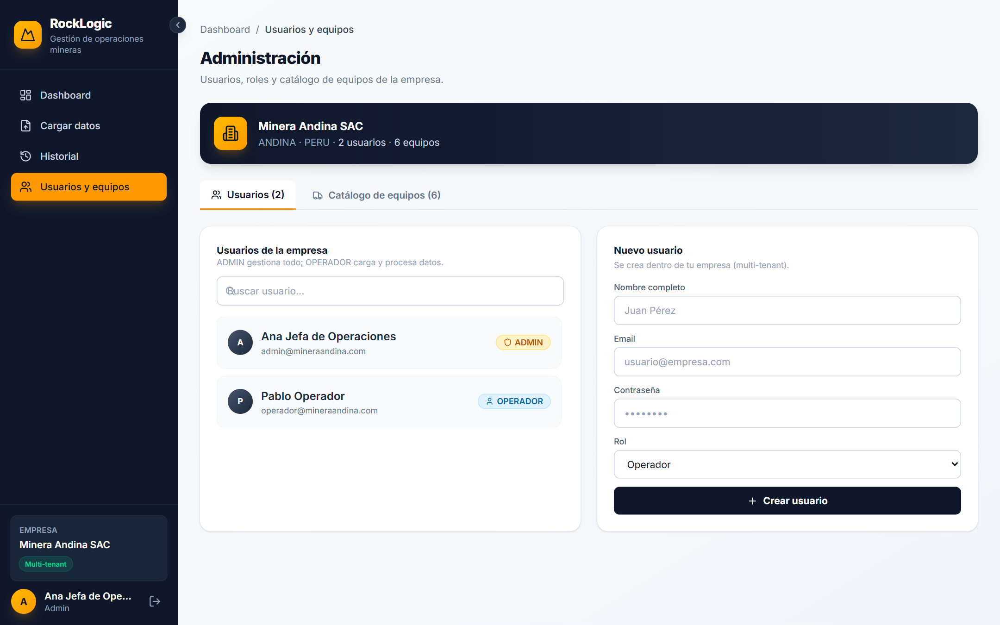 RockLogic
Gestión de operaciones
mineras
Dashboard
Cargar datos
Historial
Usuarios y equipos
EMPRESA
Minera Andina SAC
Multi-tenant
A
Ana Jefa de Ope...
Admin
Dashboard / Usuarios y equipos
Administración
Usuarios, roles y catálogo de equipos de la empresa.
Minera Andina SAC
ANDINA · PERU · 2 usuarios · 6 equipos
Usuarios (2)
Catálogo de equipos (6)
Usuarios de la empresa
ADMIN gestiona todo; OPERADOR carga y procesa datos.
Buscar usuario...
A
Ana Jefa de Operaciones
admin@mineraandina.com
ADMIN
P
Pablo Operador
operador@mineraandina.com
OPERADOR
Nuevo usuario
Se crea dentro de tu empresa (multi-tenant).
Nombre completo
Juan Pérez
Email
usuario@empresa.com
Contraseña
••••••••
Rol
Operador
+ Crear usuario